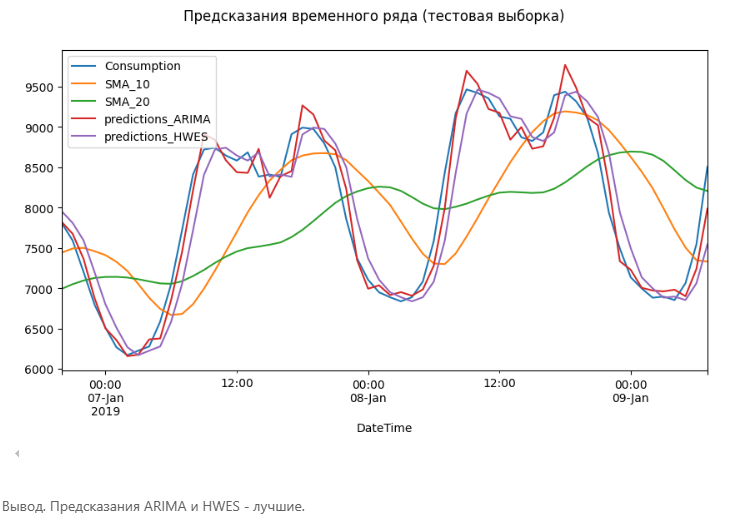 Предсказания временного ряда (тестовая выборка)
Consumption
SMA_10
SMA_20
predictions_ARIMA
predictions_HWES
9500
9000
8500
8000
7500
7000
6500
6000
00:00 12:00 00:00 12:00 00:00
07-Jan 08-Jan 09-Jan
2019
DateTime
Вывод. Предсказания ARIMA и HWES - лучшие.